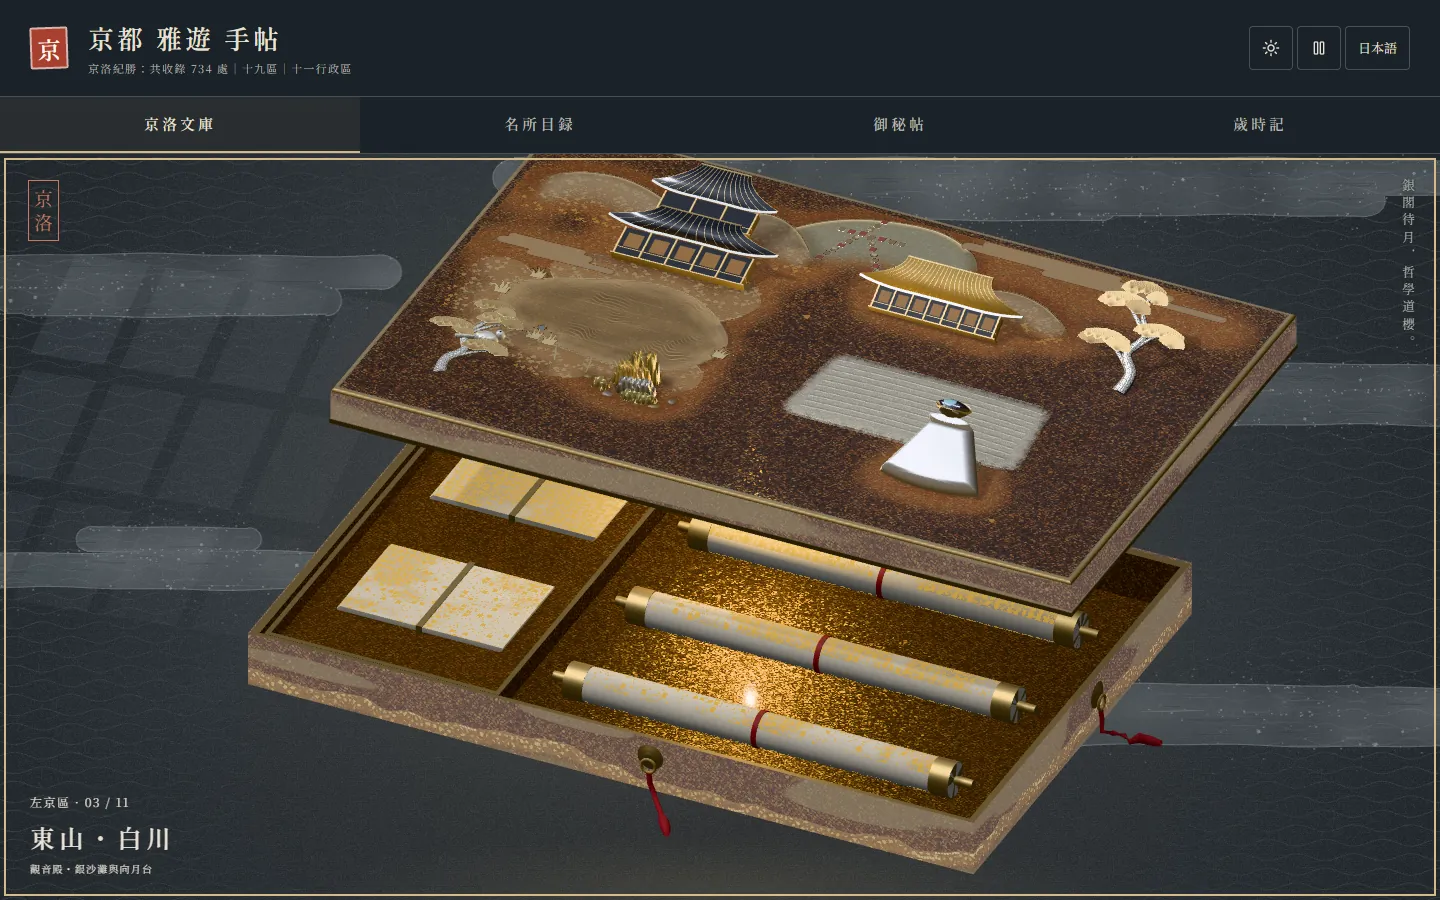 京
京都 雅遊 手帖
京洛紀勝：共收錄 734 處｜十九區｜十一行政區
日本語
京洛文庫
名所目録
御秘帖
歳時記
京洛
銀閣待月，哲學道櫻。
左京區 · 03 / 11
東山・白川
觀音殿・銀沙灘與向月台